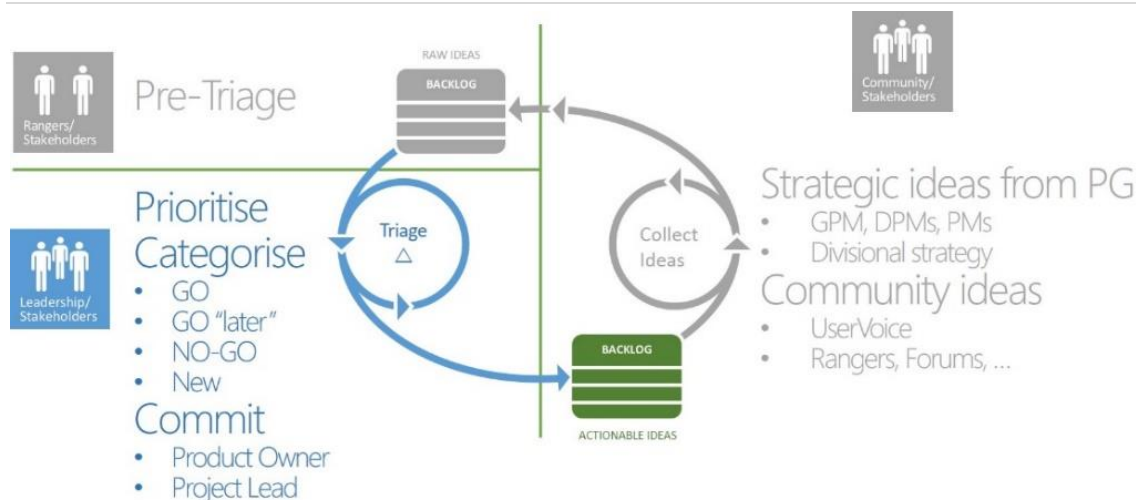 RAW IDEAS
BACKLOG
Rangers/
Stakeholders
Pre-Triage
Community/
Stakeholders
Prioritise
Categorise
• GO
• GO “later”
• NO-GO
• New
Commit
• Product Owner
• Project Lead
Leadership/
Stakeholders
Triage
△
Collect
Ideas
BACKLOG
ACTIONABLE IDEAS
Strategic ideas from PG
• GPM, DPMs, PMs
• Divisional strategy
Community ideas
• UserVoice
• Rangers, Forums, ...